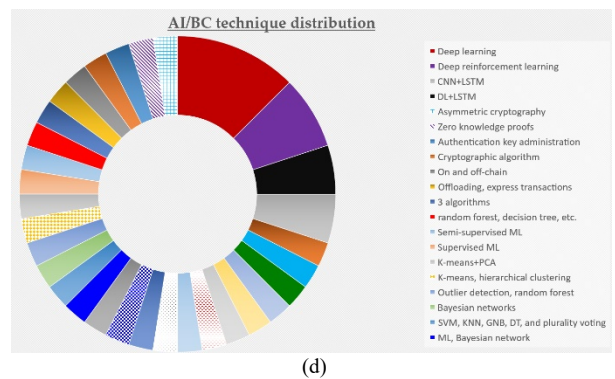 AI/BC technique distribution
Deep learning
Deep reinforcement learning
CNN+LSTM
DL+LSTM
Asymmetric cryptography
Zero knowledge proofs
Authentication key administration
Cryptographic algorithm
On and off-chain
Offloading, express transactions
3 algorithms
random forest, decision tree, etc.
Semi-supervised ML
Supervised ML
K-means+PCA
K-means, hierarchical clustering
Outlier detection, random forest
Bayesian networks
SVM, KNN, GNB, DT, and plurality voting
ML, Bayesian network
(d)